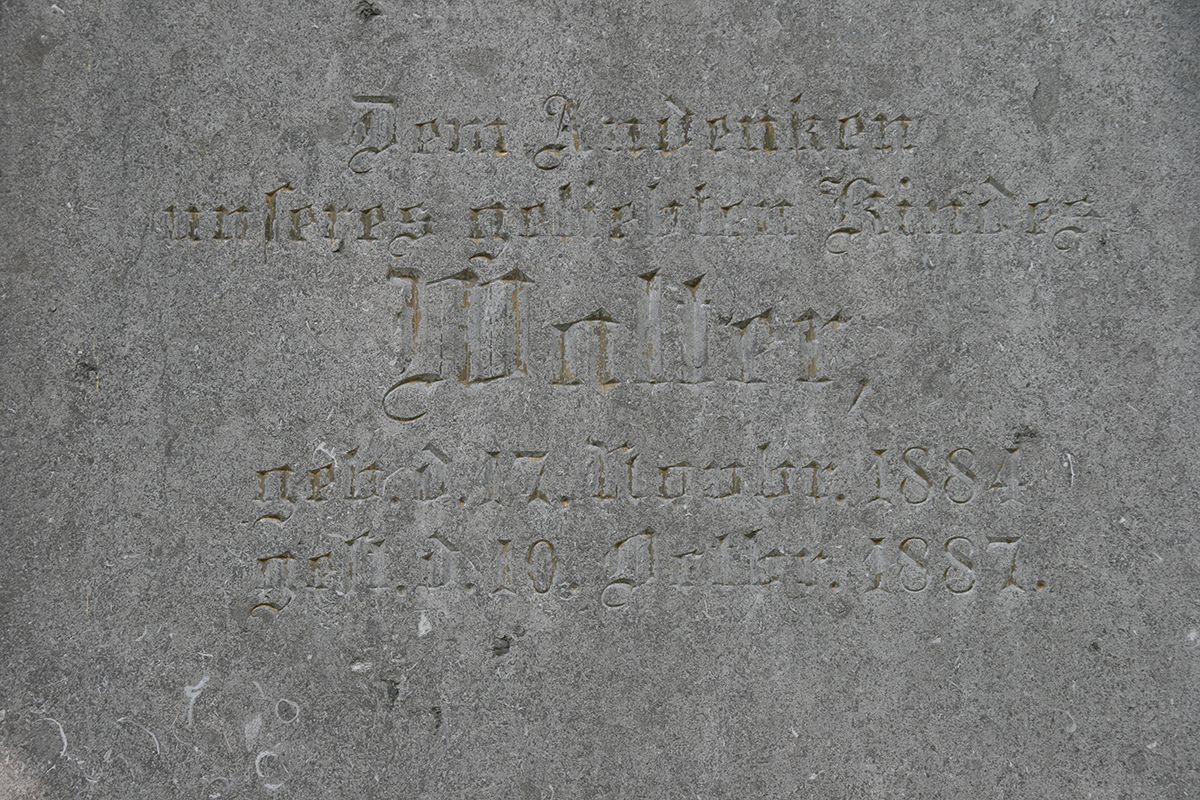 Dem Andenken
unseres geliebten Kindes
Walter,
geb. d. 17. Novbr. 1884
gest. d. 10. Octbr. 1887.